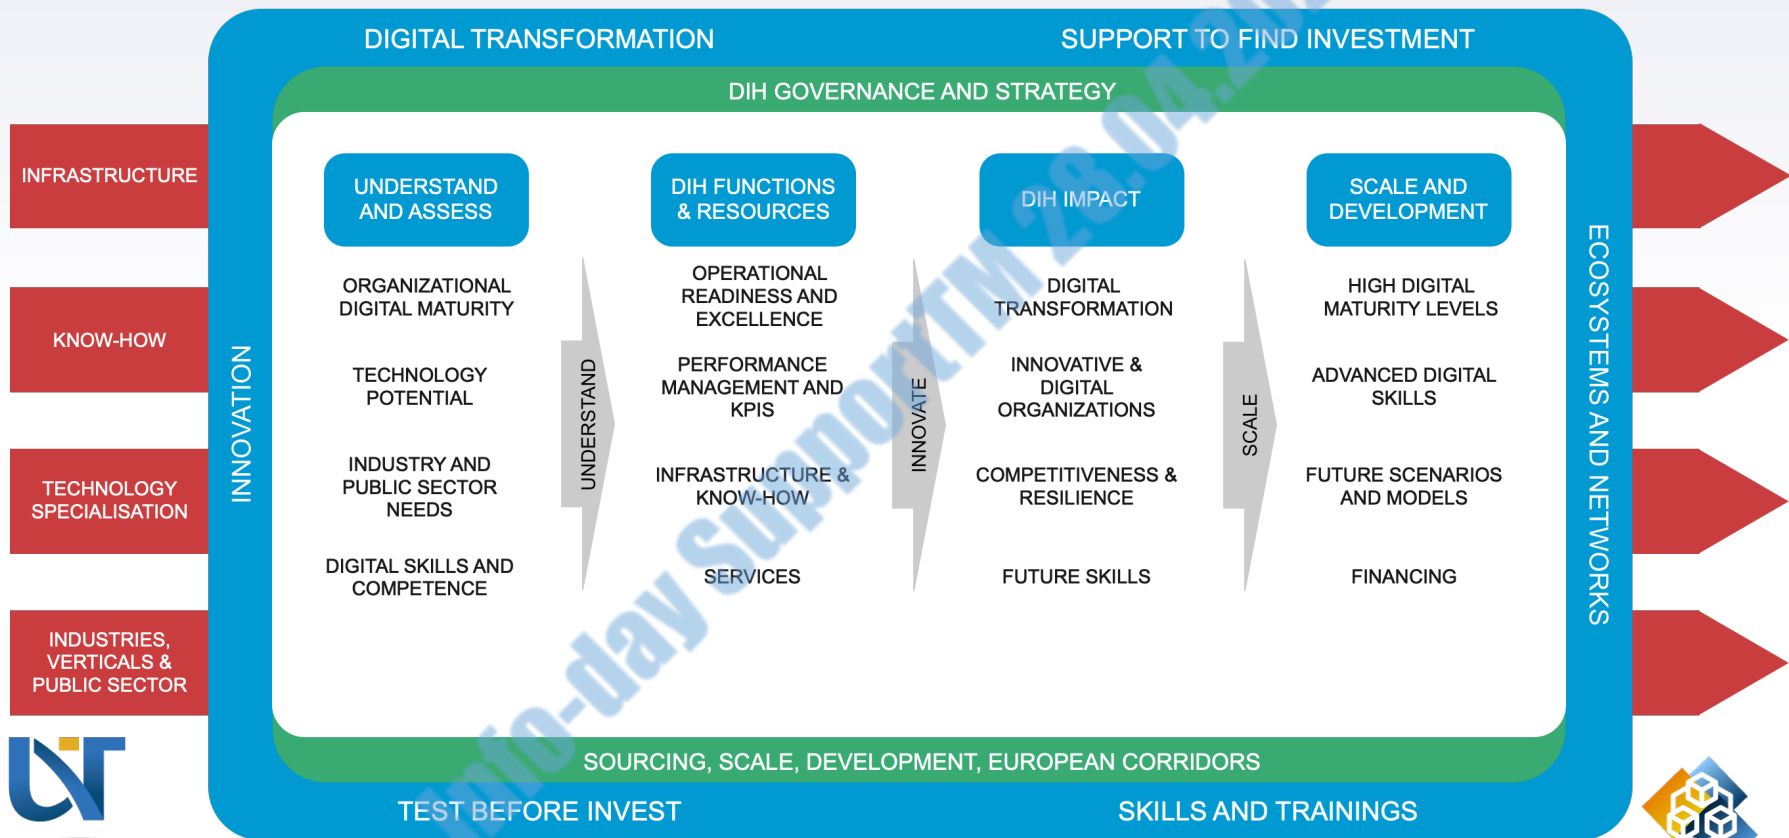 DIGITAL TRANSFORMATION
SUPPORT TO FIND INVESTMENT
DIH GOVERNANCE AND STRATEGY
INFRASTRUCTURE
KNOW-HOW
TECHNOLOGY
SPECIALISATION
INDUSTRIES,
VERTICALS &
PUBLIC SECTOR
INNOVATION
UNDERSTAND
AND ASSESS
ORGANIZATIONAL
DIGITAL MATURITY
TECHNOLOGY
POTENTIAL
INDUSTRY AND
PUBLIC SECTOR
NEEDS
DIGITAL SKILLS AND
COMPETENCE
UNDERSTAND
DIH FUNCTIONS
& RESOURCES
OPERATIONAL
READINESS AND
EXCELLENCE
PERFORMANCE
MANAGEMENT AND
KPIS
INFRASTRUCTURE &
KNOW-HOW
SERVICES
INNOVATE
DIH IMPACT
DIGITAL
TRANSFORMATION
INNOVATIVE &
DIGITAL
ORGANIZATIONS
COMPETITIVENESS &
RESILIENCE
FUTURE SKILLS
SCALE
SCALE AND
DEVELOPMENT
HIGH DIGITAL
MATURITY LEVELS
ADVANCED DIGITAL
SKILLS
FUTURE SCENARIOS
AND MODELS
FINANCING
ECOSYSTEMS AND NETWORKS
SOURCING, SCALE, DEVELOPMENT, EUROPEAN CORRIDORS
TEST BEFORE INVEST
SKILLS AND TRAININGS
Info-day SupportTM 28.04.